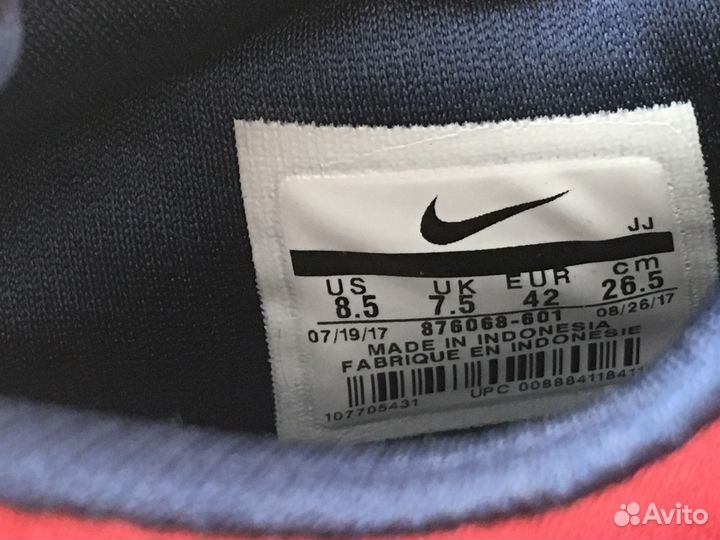 JJ
US UK EUR cm
8.5 7.5 42 26.5
07/19/17 876068-601 08/26/17
MADE IN INDONESIA
FABRIQUE EN INDONESIE
107705431 UPC 00888411841
Avito